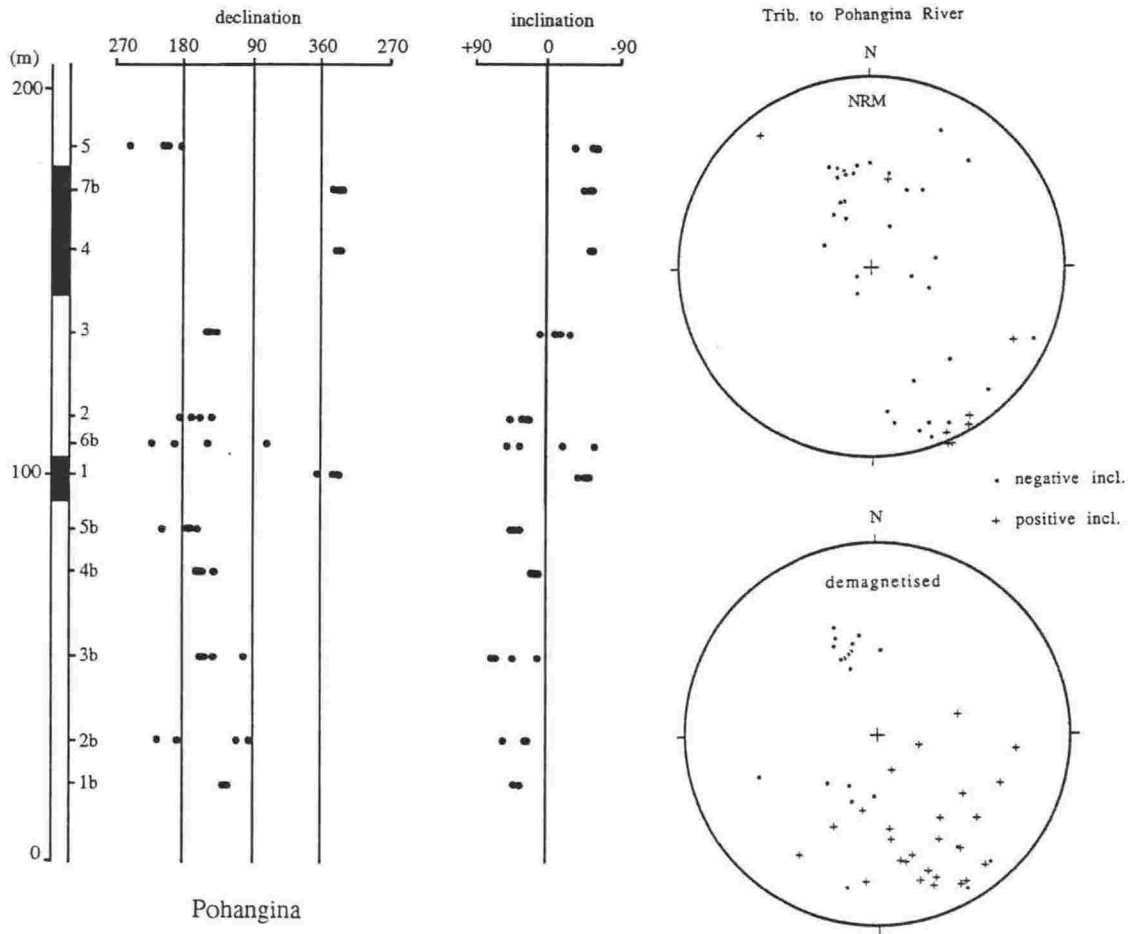 declination
inclination
Trib. to Pohangina River
270 180 90 360 270
+90 0 -90
(m)
200
5
7b
4
3
2
6b
100
1
5b
4b
3b
2b
1b
0
N
NRM
• negative incl.
+ positive incl.
N
demagnetised
Pohangina